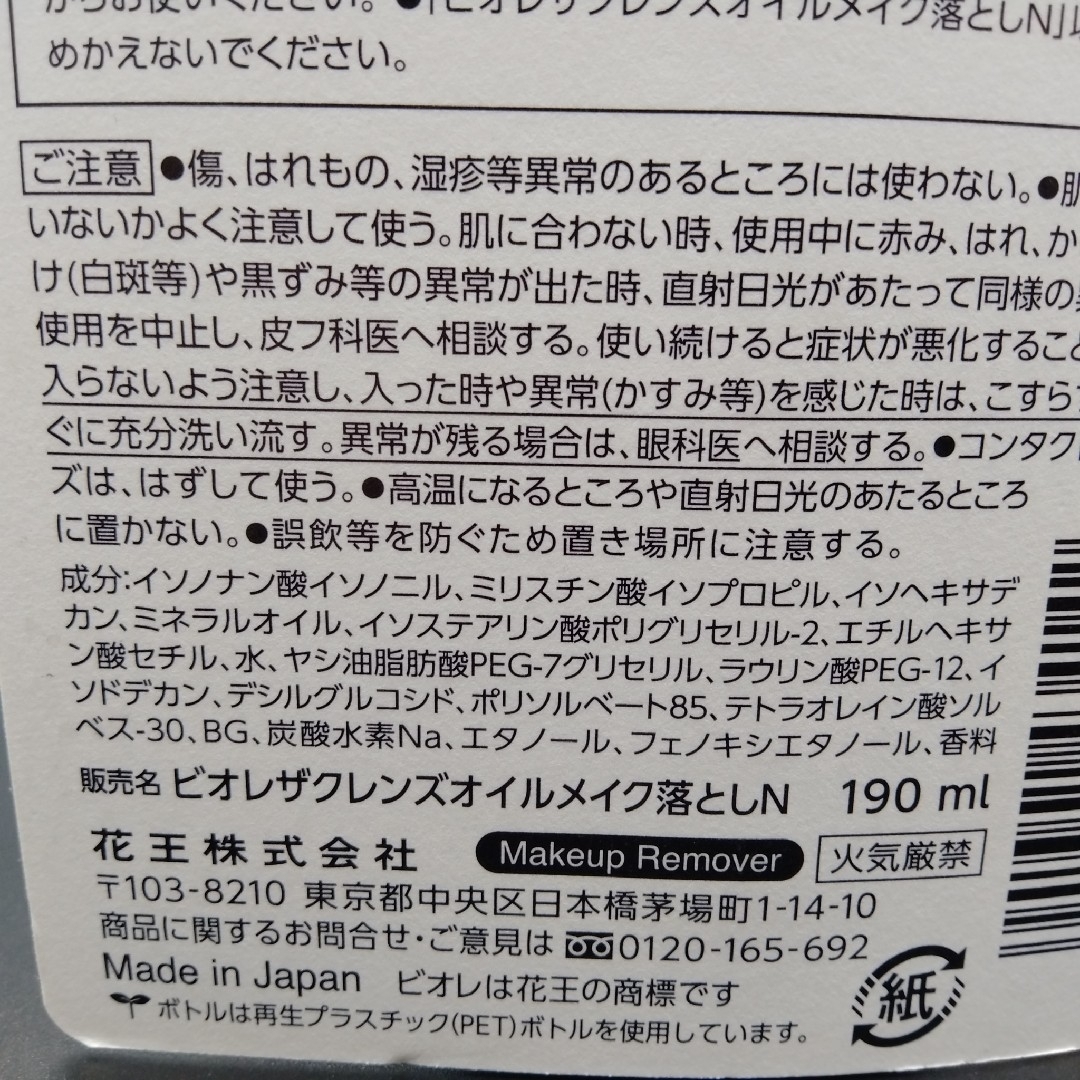 からお使いください。●「ビオレザクレンズオイルメイク落としN」以
めかえないでください。
ご注意 ●傷、はれもの、湿疹等異常のあるところには使わない。●肌
いないかよく注意して使う。肌に合わない時、使用中に赤み、はれ、か
け(白斑等)や黒ずみ等の異常が出た時、直射日光があたって同様の
使用を中止し、皮フ科医へ相談する。使い続けると症状が悪化すること
入らないよう注意し、入った時や異常(かすみ等)を感じた時は、こすらず
ぐに充分洗い流す。異常が残る場合は、眼科医へ相談する。●コンタクト
ズは、はずして使う。●高温になるところや直射日光のあたるところ
に置かない。●誤飲等を防ぐため置き場所に注意する。
成分:イソノナン酸イソノニル、ミリスチン酸イソプロピル、イソヘキサデ
カン、ミネラルオイル、イソステアリン酸ポリグリセリル-2、エチルヘキサ
ン酸セチル、水、ヤシ油脂肪酸PEG-7グリセリル、ラウリン酸PEG-12、イ
ソドデカン、デシルグルコシド、ポリソルベート85、テトラオレイン酸ソル
ベス-30、BG、炭酸水素Na、エタノール、フェノキシエタノール、香料
販売名 ビオレザクレンズオイルメイク落としN 190 ml
花王株式会社 Makeup Remover 火気厳禁
〒103-8210 東京都中央区日本橋茅場町1-14-10
商品に関するお問合せ・ご意見は 0120-165-692
Made in Japan ビオレは花王の商標です
紙
ボトルは再生プラスチック(PET)ボトルを使用しています。